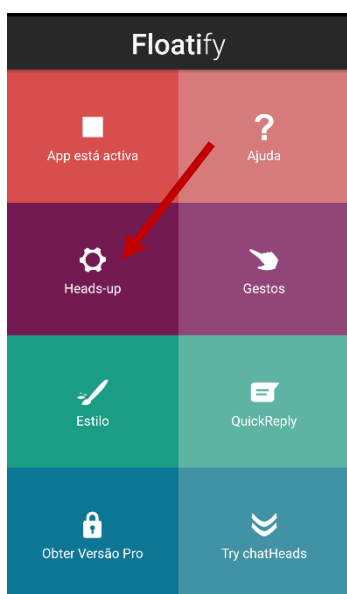 Floatify
App está activa
Ajuda
Heads-up
Gestos
Estilo
QuickReply
Obter Versão Pro
Try chatHeads